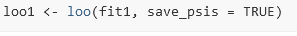 loo1 <- loo(fit1, save_psis = TRUE)